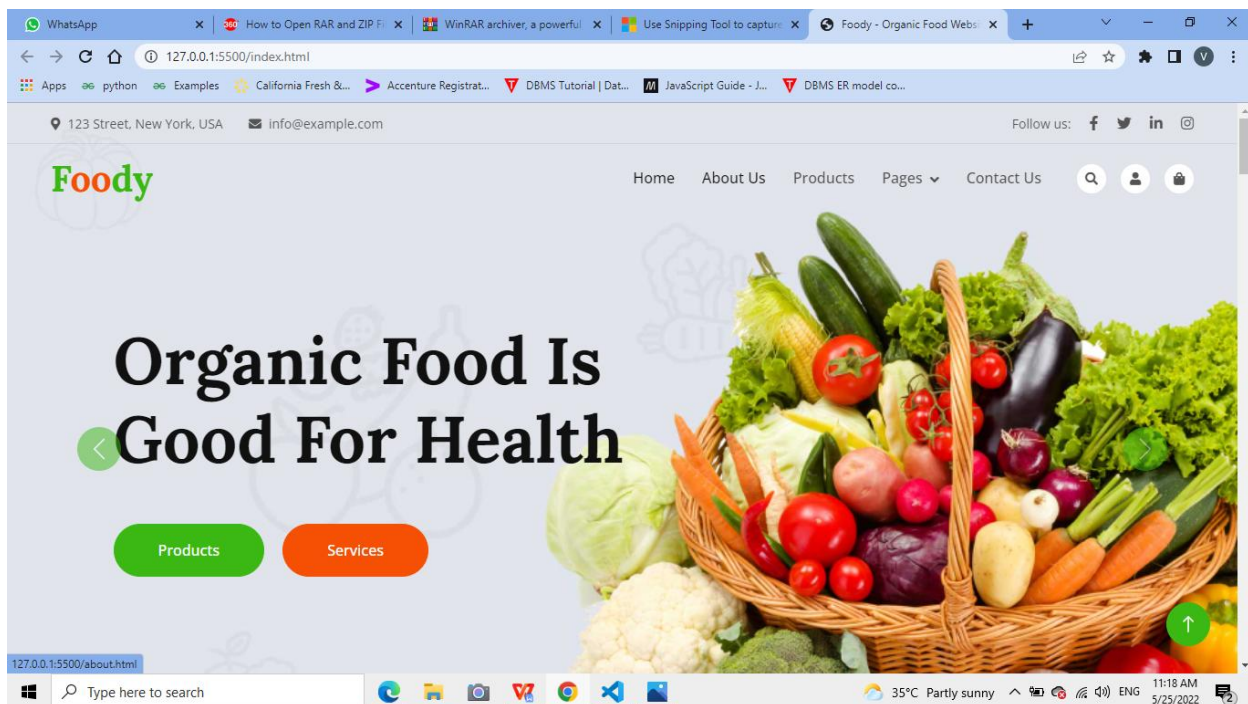 WhatsApp
How to Open RAR and ZIP Fi
WinRAR archiver, a powerful
Use Snipping Tool to capture
Foody - Organic Food Webs
127.0.0.1:5500/index.html
V
Apps
python
Examples
California Fresh &...
Accenture Registrat...
DBMS Tutorial | Dat...
JavaScript Guide - J...
DBMS ER model co...
123 Street, New York, USA
info@example.com
Follow us:
Foody
Home
About Us
Products
Pages
Contact Us
Organic Food Is
Good For Health
Products
Services
127.0.0.1:5500/about.html
Type here to search
35°C Partly sunny
ENG
11:18 AM
5/25/2022
2